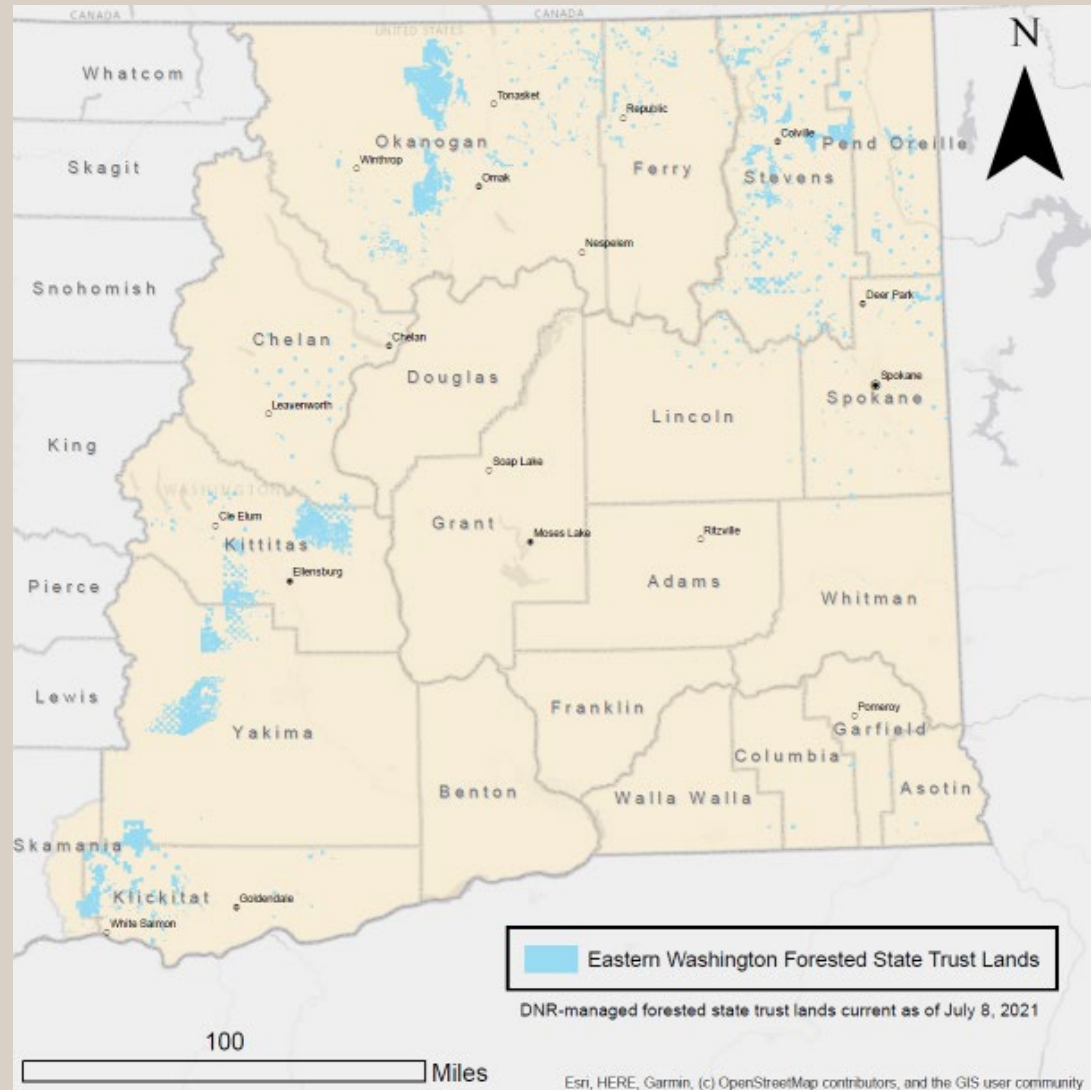 CANADA
CANADA
UNITED STATES
N
Whatcom
Tonasket
Republic
Okanogan
Colville
Pend Oreille
Skagit
Winthrop
Ferry
Stevens
Omak
Nespelem
Snohomish
Deer Park
Chelan
Chelan
Douglas
Spokane
Spokane
Leavenworth
Lincoln
King
Soap Lake
WASHINGTON
Cle Elum
Grant
Moses Lake
Ritzville
Kittitas
Ellensburg
Adams
Pierce
Whitman
Lewis
Franklin
Pomeroy
Yakima
Garfield
Columbia
Benton
Walla Walla
Asotin
Skamania
Klickitat
Goldendale
White Salmon
Eastern Washington Forested State Trust Lands
DNR-managed forested state trust lands current as of July 8, 2021
100
Miles
Esri, HERE, Garmin, (c) OpenStreetMap contributors, and the GIS user community